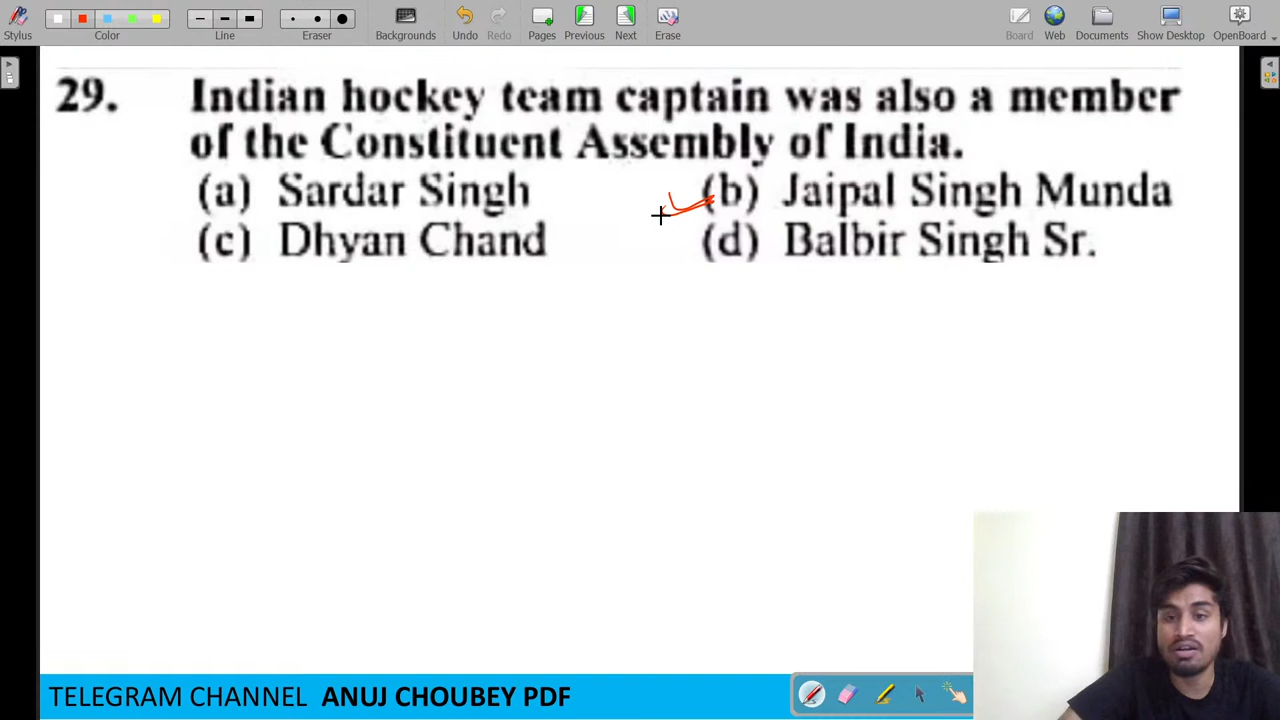 Stylus
Color
Line
Eraser
Backgrounds
Undo
Redo
Pages
Previous
Next
Erase
Board
Web
Documents
Show Desktop
OpenBoard
29. Indian hockey team captain was also a member
of the Constituent Assembly of India.
(a) Sardar Singh (b) Jaipal Singh Munda
(c) Dhyan Chand (d) Balbir Singh Sr.
TELEGRAM CHANNEL ANUJ CHOUBEY PDF